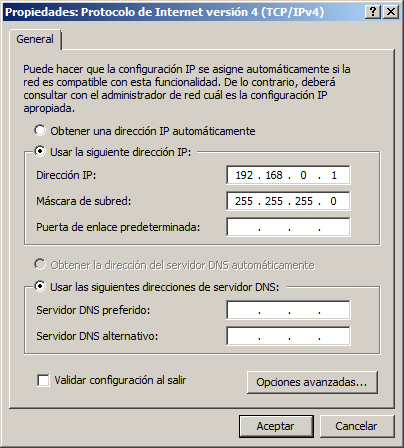 Propiedades: Protocolo de Internet versión 4 (TCP/IPv4)
General
Puede hacer que la configuración IP se asigne automáticamente si la
red es compatible con esta funcionalidad. De lo contrario, deberá
consultar con el administrador de red cuál es la configuración IP
apropiada.
Obtener una dirección IP automáticamente
Usar la siguiente dirección IP:
Dirección IP: 192 . 168 . 0 . 1
Máscara de subred: 255 . 255 . 255 . 0
Puerta de enlace predeterminada: . . .
Obtener la dirección del servidor DNS automáticamente
Usar las siguientes direcciones de servidor DNS:
Servidor DNS preferido: . . .
Servidor DNS alternativo: . . .
Validar configuración al salir
Opciones avanzadas...
Aceptar Cancelar